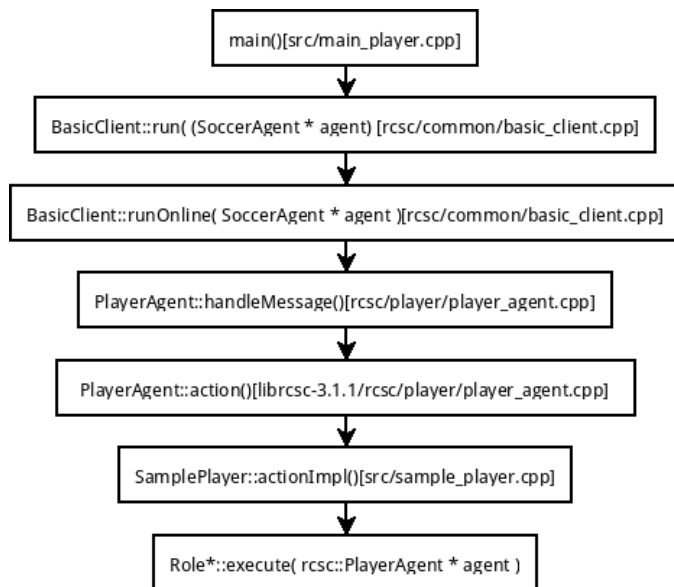 main()[src/main_player.cpp]
BasicClient::run( (SoccerAgent * agent) [rcsc/common/basic_client.cpp]
BasicClient::runOnline( SoccerAgent * agent )[rcsc/common/basic_client.cpp]
PlayerAgent::handleMessage()[rcsc/player/player_agent.cpp]
PlayerAgent::action()[librcsc-3.1.1/rcsc/player/player_agent.cpp]
SamplePlayer::actionImpl()[src/sample_player.cpp]
Role*::execute( rcsc::PlayerAgent * agent )